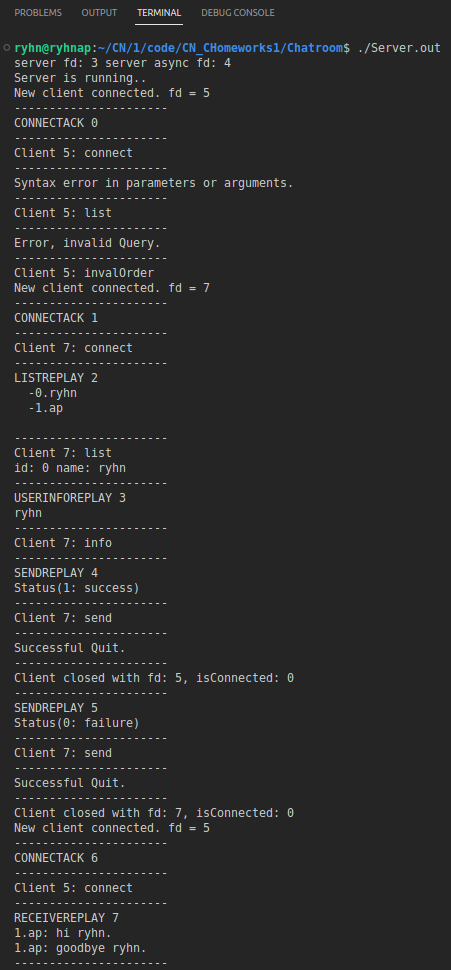 PROBLEMS OUTPUT TERMINAL DEBUG CONSOLE
ryhn@ryhnap:~/CN/1/code/CN_CHomeworks1/Chatroom$ ./Server.out
server fd: 3 server async fd: 4
Server is running..
New client connected. fd = 5
----------------------
CONNECTACK 0
----------------------
Client 5: connect
----------------------
Syntax error in parameters or arguments.
----------------------
Client 5: list
----------------------
Error, invalid Query.
----------------------
Client 5: invalOrder
New client connected. fd = 7
----------------------
CONNECTACK 1
----------------------
Client 7: connect
----------------------
LISTREPLAY 2
  -0.ryhn
  -1.ap

----------------------
Client 7: list
id: 0 name: ryhn
----------------------
USERINFOREPLAY 3
ryhn
----------------------
Client 7: info
----------------------
SENDREPLAY 4
Status(1: success)
----------------------
Client 7: send
----------------------
Successful Quit.
----------------------
Client closed with fd: 5, isConnected: 0
----------------------
SENDREPLAY 5
Status(0: failure)
----------------------
Client 7: send
----------------------
Successful Quit.
----------------------
Client closed with fd: 7, isConnected: 0
New client connected. fd = 5
----------------------
CONNECTACK 6
----------------------
Client 5: connect
----------------------
RECEIVEREPLAY 7
1.ap: hi ryhn.
1.ap: goodbye ryhn.
----------------------